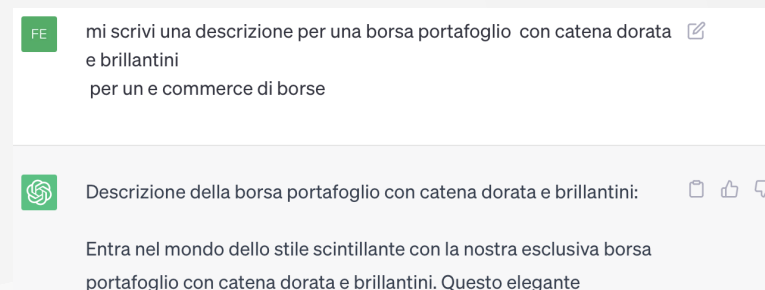 FE
mi scrivi una descrizione per una borsa portafoglio con catena dorata
e brillantini
per un e commerce di borse
Descrizione della borsa portafoglio con catena dorata e brillantini:
Entra nel mondo dello stile scintillante con la nostra esclusiva borsa
portafoglio con catena dorata e brillantini. Questo elegante